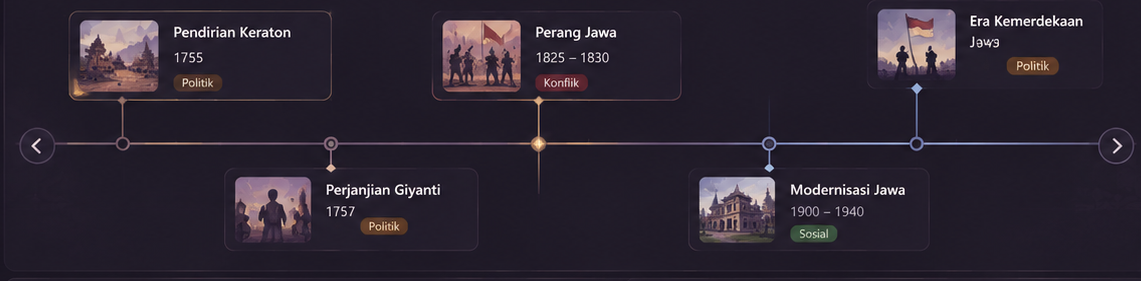 Pendirian Keraton
1755
Politik
Perjanjian Giyanti
1757
Politik
Perang Jawa
1825 – 1830
Konflik
Modernisasi Jawa
1900 – 1940
Sosial
Era Kemerdekaan
Politik